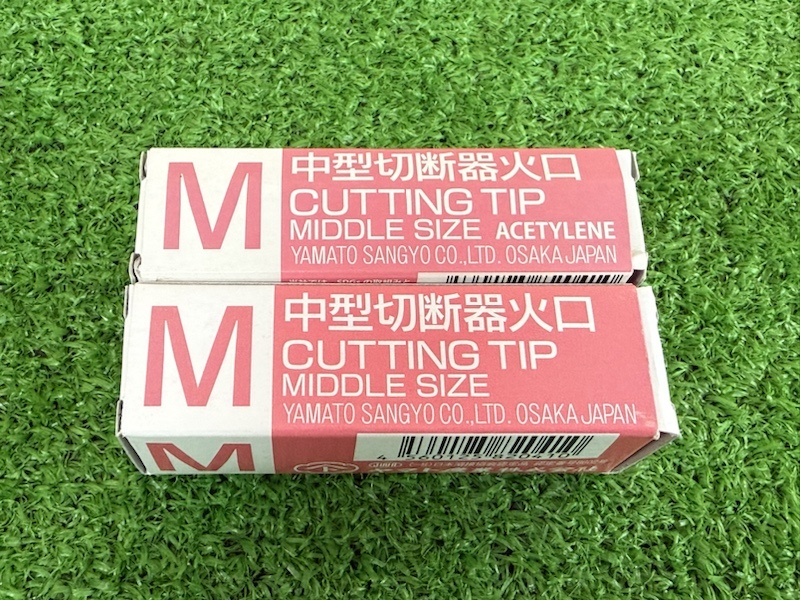 M
中型切断器火口
CUTTING TIP
MIDDLE SIZE ACETYLENE
YAMATO SANGYO CO.,LTD. OSAKA JAPAN
M
中型切断器火口
CUTTING TIP
MIDDLE SIZE
YAMATO SANGYO CO.,LTD. OSAKA JAPAN
M